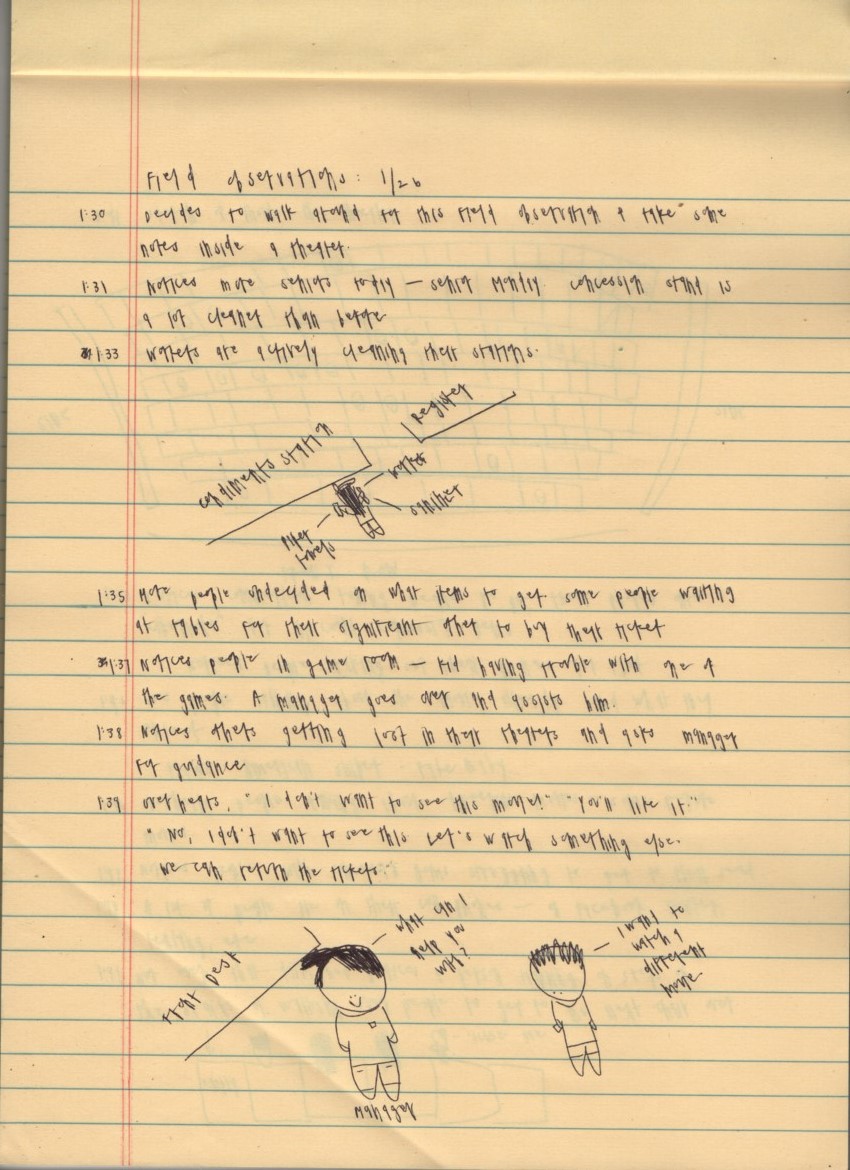 Field observations: 1/26
1:30 Decides to walk around for this field observation & take some
notes inside a theater.
1:31 Notices more seniors today — senior Monday. concession stand is
a lot cleaner than before
1:33 Workers are actively cleaning their stations.
Register
condiments station
worker
sanitizer
paper
towels
1:35 More people undecided on what items to get. some people waiting
at tables for their significant other to buy their ticket
1:37 Notices people in game room — kid having trouble with one of
the games. A manager goes over and assists him.
1:38 Notices others getting lost in their theaters and asks manager
for guidance
1:39 overhears, "I don't want to see this movie!" "You'll like it."
"No, I don't want to see this. Let's watch something else.
We can return the tickets."
Front Desk
what can I
help you
with?
I want to
watch a
different
movie
Manager